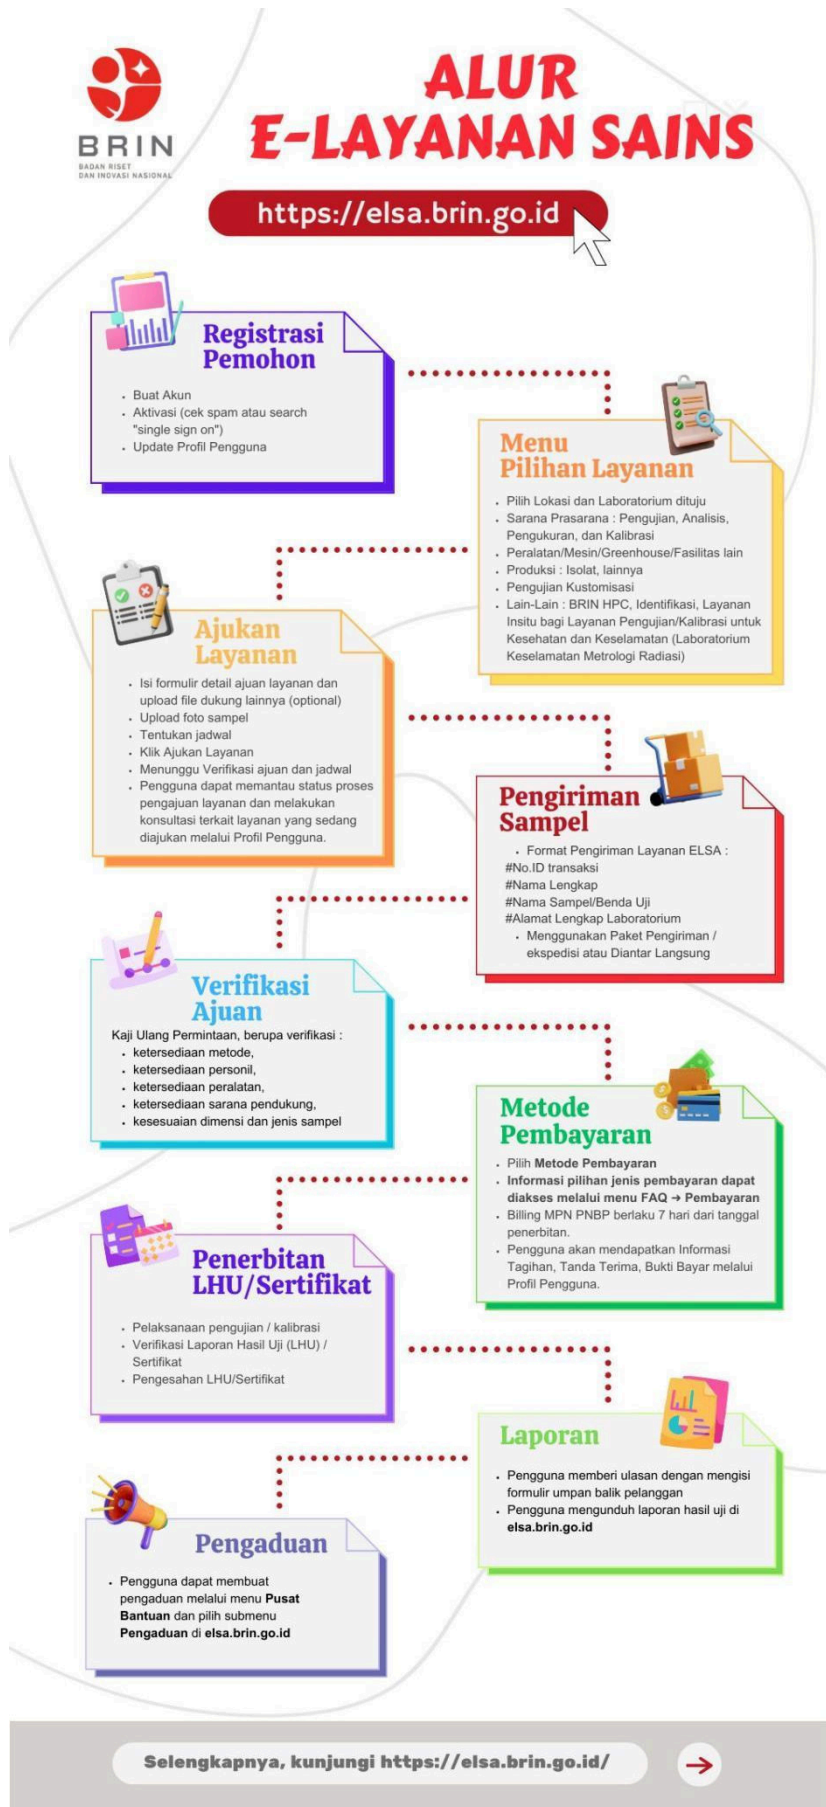 BRIN
BADAN RISET
DAN INOVASI NASIONAL
ALUR
E-LAYANAN SAINS
https://elsa.brin.go.id
Registrasi
Pemohon
• Buat Akun
• Aktivasi (cek spam atau search
"single sign on")
• Update Profil Pengguna
Menu
Pilihan Layanan
• Pilih Lokasi dan Laboratorium dituju
• Sarana Prasarana : Pengujian, Analisis,
Pengukuran, dan Kalibrasi
• Peralatan/Mesin/Greenhouse/Fasilitas lain
• Produksi : Isolat, lainnya
• Pengujian Kustomisasi
• Lain-Lain : BRIN HPC, Identifikasi, Layanan
Insitu bagi Layanan Pengujian/Kalibrasi untuk
Kesehatan dan Keselamatan (Laboratorium
Keselamatan Metrologi Radiasi)
Ajukan
Layanan
• Isi formulir detail ajuan layanan dan
upload file dukung lainnya (optional)
• Upload foto sampel
• Tentukan jadwal
• Klik Ajukan Layanan
• Menunggu Verifikasi ajuan dan jadwal
• Pengguna dapat memantau status proses
pengajuan layanan dan melakukan
konsultasi terkait layanan yang sedang
diajukan melalui Profil Pengguna.
Pengiriman
Sampel
• Format Pengiriman Layanan ELSA :
#No.ID transaksi
#Nama Lengkap
#Nama Sampel/Benda Uji
#Alamat Lengkap Laboratorium
• Menggunakan Paket Pengiriman /
ekspedisi atau Diantar Langsung
Verifikasi
Ajuan
Kaji Ulang Permintaan, berupa verifikasi :
• ketersediaan metode,
• ketersediaan personil,
• ketersediaan peralatan,
• ketersediaan sarana pendukung,
• kesesuaian dimensi dan jenis sampel
Metode
Pembayaran
• Pilih Metode Pembayaran
• Informasi pilihan jenis pembayaran dapat
diakses melalui menu FAQ → Pembayaran
• Billing MPN PNBP berlaku 7 hari dari tanggal
penerbitan.
• Pengguna akan mendapatkan Informasi
Tagihan, Tanda Terima, Bukti Bayar melalui
Profil Pengguna.
Penerbitan
LHU/Sertifikat
• Pelaksanaan pengujian / kalibrasi
• Verifikasi Laporan Hasil Uji (LHU) /
Sertifikat
• Pengesahan LHU/Sertifikat
Laporan
• Pengguna memberi ulasan dengan mengisi
formulir umpan balik pelanggan
• Pengguna mengunduh laporan hasil uji di
elsa.brin.go.id
Pengaduan
• Pengguna dapat membuat
pengaduan melalui menu Pusat
Bantuan dan pilih submenu
Pengaduan di elsa.brin.go.id
Selengkapnya, kunjungi https://elsa.brin.go.id/